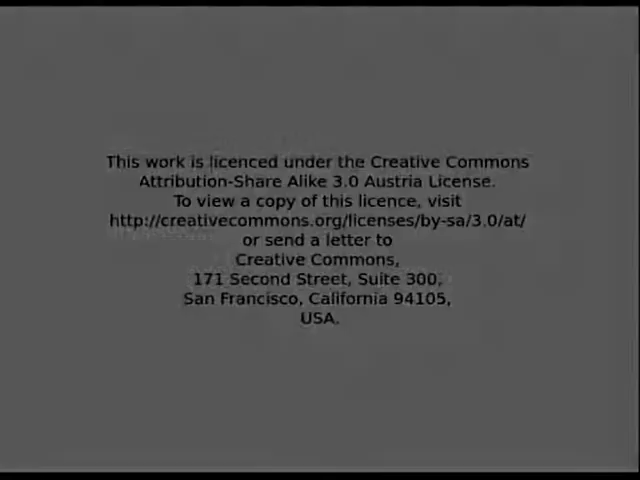 This work is licenced under the Creative Commons
Attribution-Share Alike 3.0 Austria License.
To view a copy of this licence, visit
http://creativecommons.org/licenses/by-sa/3.0/at/
or send a letter to
Creative Commons,
171 Second Street, Suite 300,
San Francisco, California 94105,
USA.